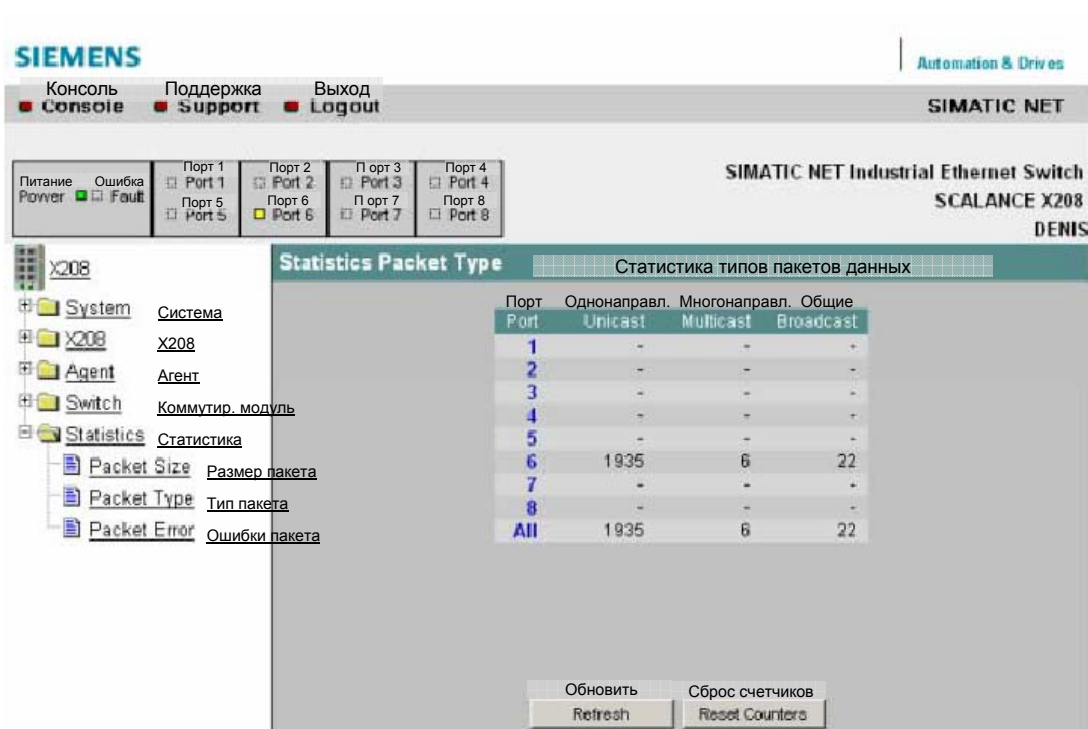 SIEMENS
Automation & Drives
Консоль Поддержка Выход
Console Support Logout
SIMATIC NET
Питание Ошибка
Power Fault
Порт 1 Порт 2 П орт 3 Порт 4
Port 1 Port 2 Port 3 Port 4
Порт 5 Порт 6 П орт 7 Порт 8
Port 5 Port 6 Port 7 Port 8
SIMATIC NET Industrial Ethernet Switch
SCALANCE X208
DENIS
X208
System Система
X208 X208
Agent Агент
Switch Коммутир. модуль
Statistics Статистика
Packet Size Размер пакета
Packet Type Тип пакета
Packet Error Ошибки пакета
Statistics Packet Type Статистика типов пакетов данных
Порт Однонаправл. Многонаправл. Общие
Port Unicast Multicast Broadcast
1 - - -
2 - - -
3 - - -
4 - - -
5 - - -
6 1935 6 22
7 - - -
8 - - -
All 1935 6 22
Обновить Сброс счетчиков
Refresh Reset Counters